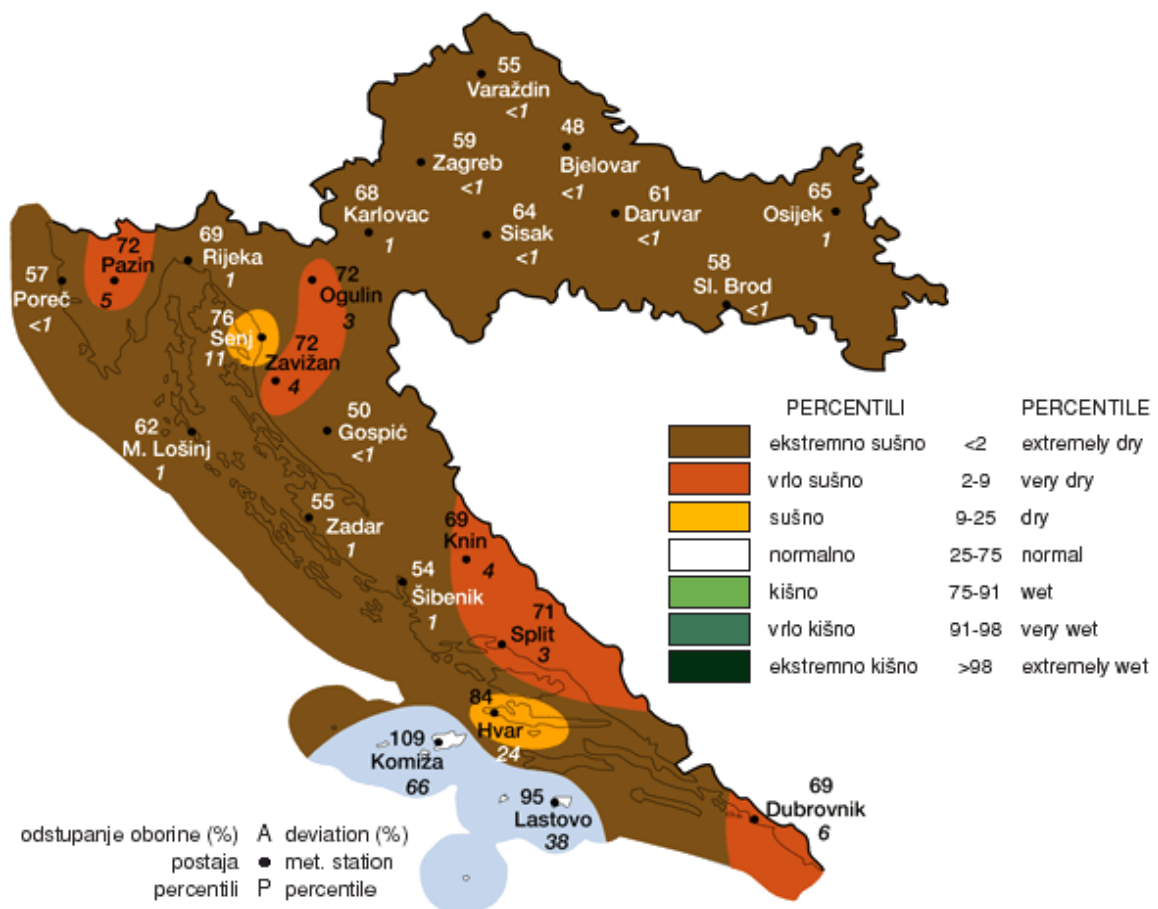 55
Varaždin
<1
48
Bjelovar
<1
59
Zagreb
<1
68
Karlovac
1
64
Sisak
<1
61
Daruvar
<1
65
Osijek
1
58
Sl. Brod
<1
57
Poreč
<1
72
Pazin
5
69
Rijeka
1
72
Ogulin
3
76
Senj
11
72
Zavižan
4
62
M. Lošinj
1
50
Gospić
<1
55
Zadar
1
54
Šibenik
1
69
Knin
4
71
Split
3
84
Hvar
24
109
Komiža
66
95
Lastovo
38
69
Dubrovnik
6
PERCENTILI PERCENTILE
ekstremno sušno <2 extremely dry
vrlo sušno 2-9 very dry
sušno 9-25 dry
normalno 25-75 normal
kišno 75-91 wet
vrlo kišno 91-98 very wet
ekstremno kišno >98 extremely wet
odstupanje oborine (%) A deviation (%)
postaja met. station
percentili P percentile